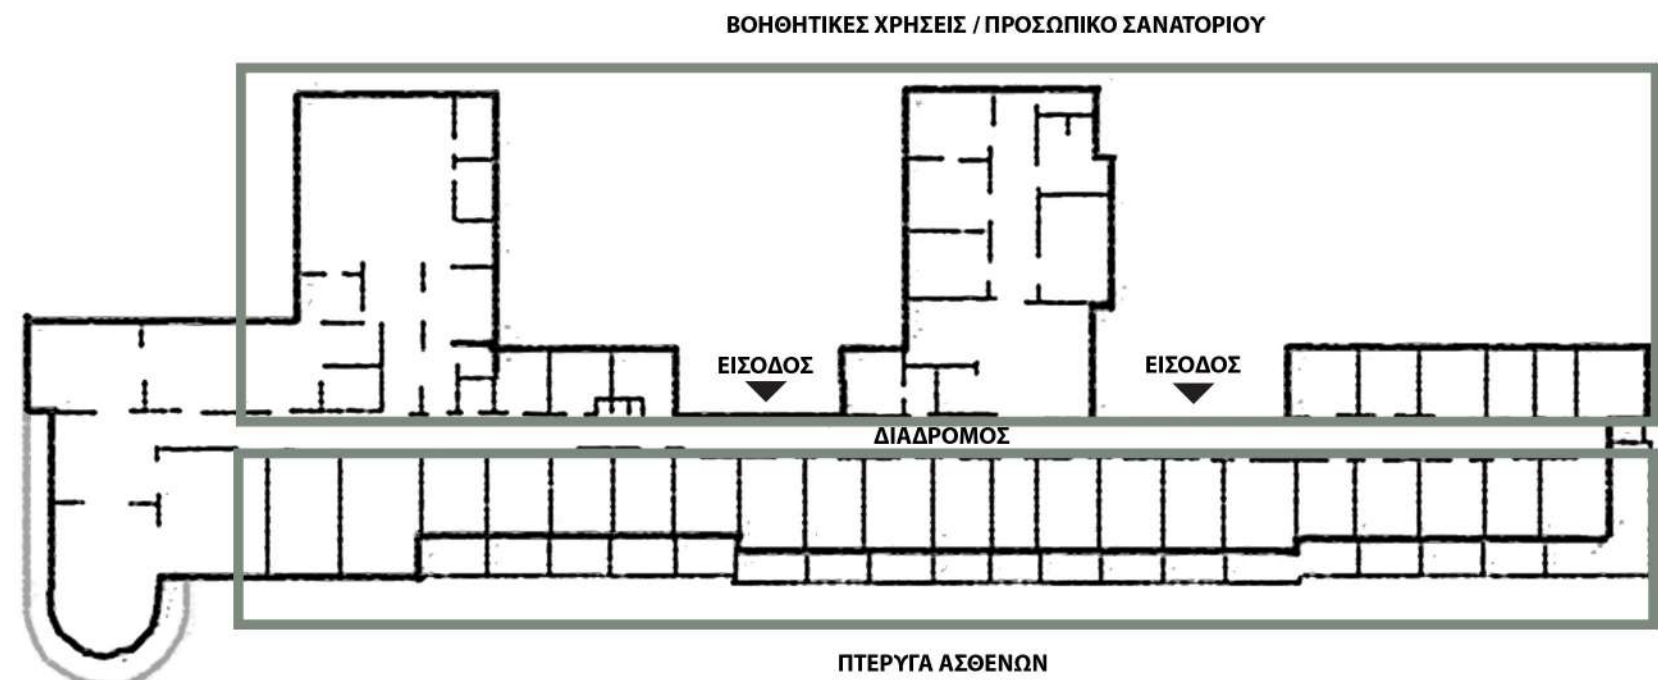 ΒΟΗΘΗΤΙΚΕΣ ΧΡΗΣΕΙΣ / ΠΡΟΣΩΠΙΚΟ ΣΑΝΑΤΟΡΙΟΥ
ΕΙΣΟΔΟΣ
ΕΙΣΟΔΟΣ
ΔΙΑΔΡΟΜΟΣ
ΠΤΕΡΥΓΑ ΑΣΘΕΝΩΝ